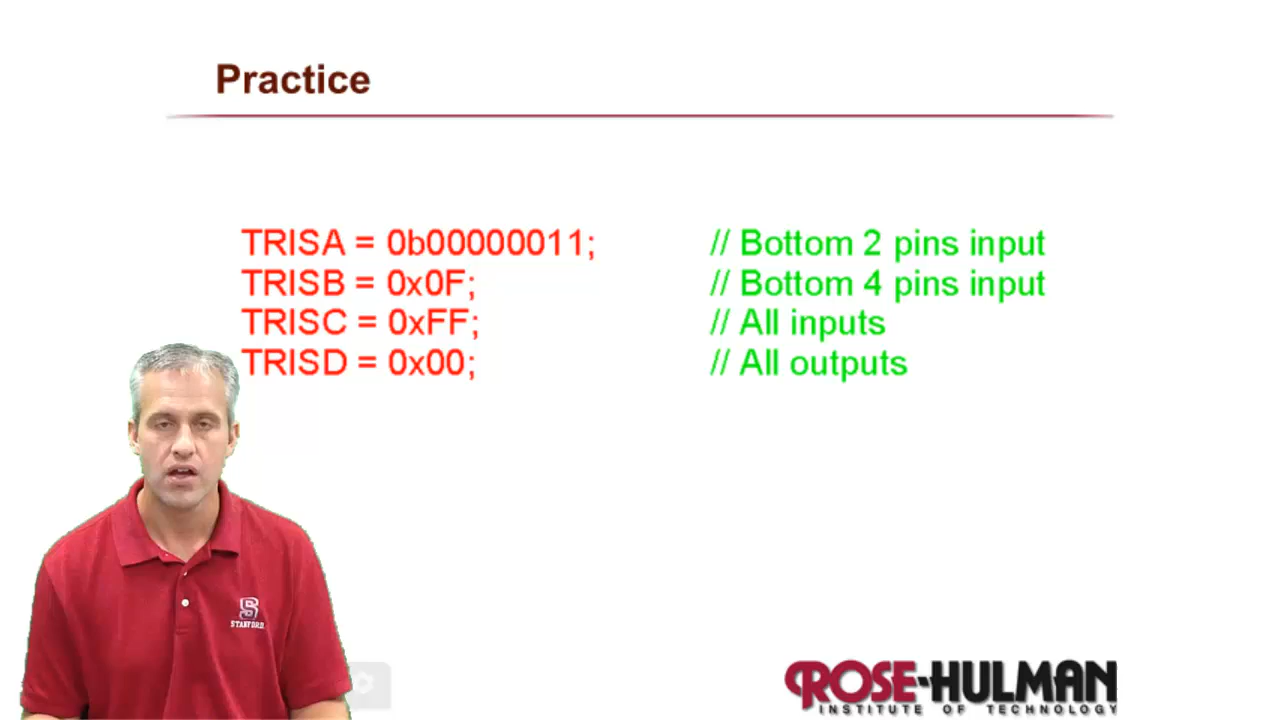 Practice
TRISA = 0b00000011; // Bottom 2 pins input
TRISB = 0x0F; // Bottom 4 pins input
TRISC = 0xFF; // All inputs
TRISD = 0x00; // All outputs
S
STANFORD
ROSE-HULMAN
INSTITUTE OF TECHNOLOGY